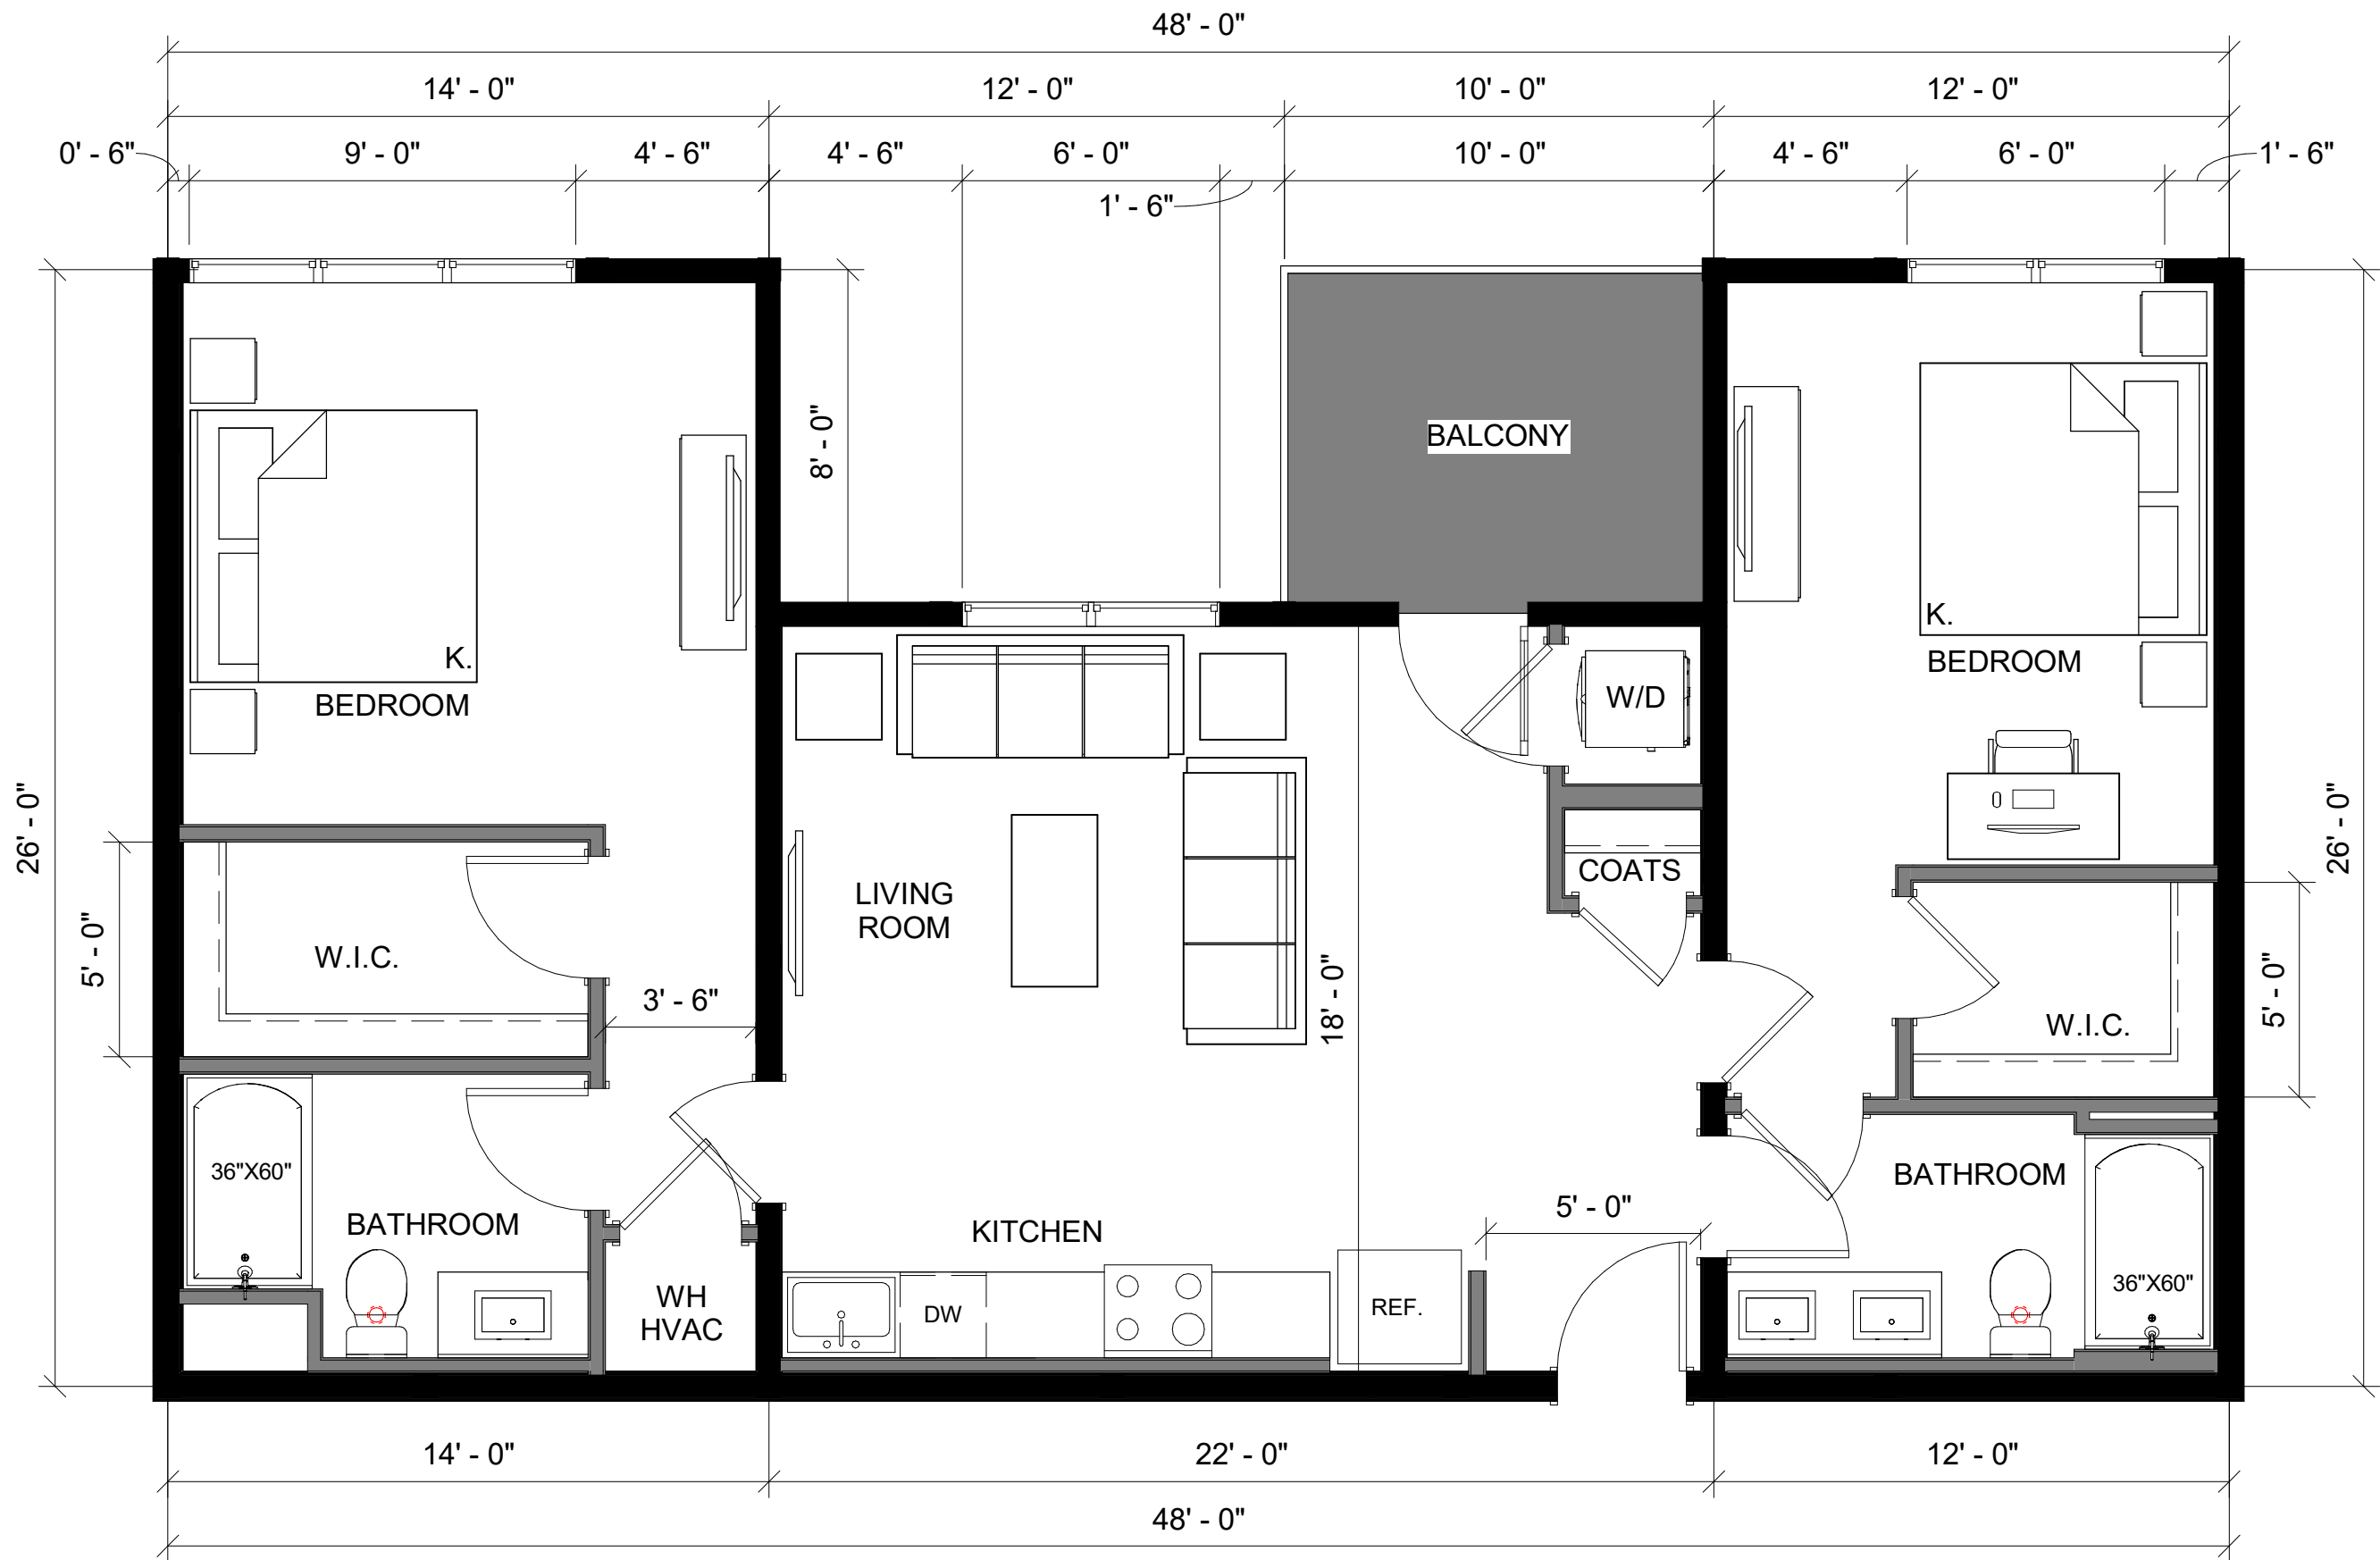 48' - 0"
14' - 0"
12' - 0"
10' - 0"
12' - 0"
0' - 6"
9' - 0"
4' - 6"
4' - 6"
6' - 0"
10' - 0"
4' - 6"
6' - 0"
1' - 6"
1' - 6"
8' - 0"
BALCONY
K.
BEDROOM
K.
BEDROOM
W/D
26' - 0"
26' - 0"
COATS
LIVING
ROOM
5' - 0"
W.I.C.
3' - 6"
18' - 0"
W.I.C.
5' - 0"
36"X60"
BATHROOM
BATHROOM
5' - 0"
KITCHEN
WH
HVAC
DW
REF.
36"X60"
14' - 0"
22' - 0"
12' - 0"
48' - 0"